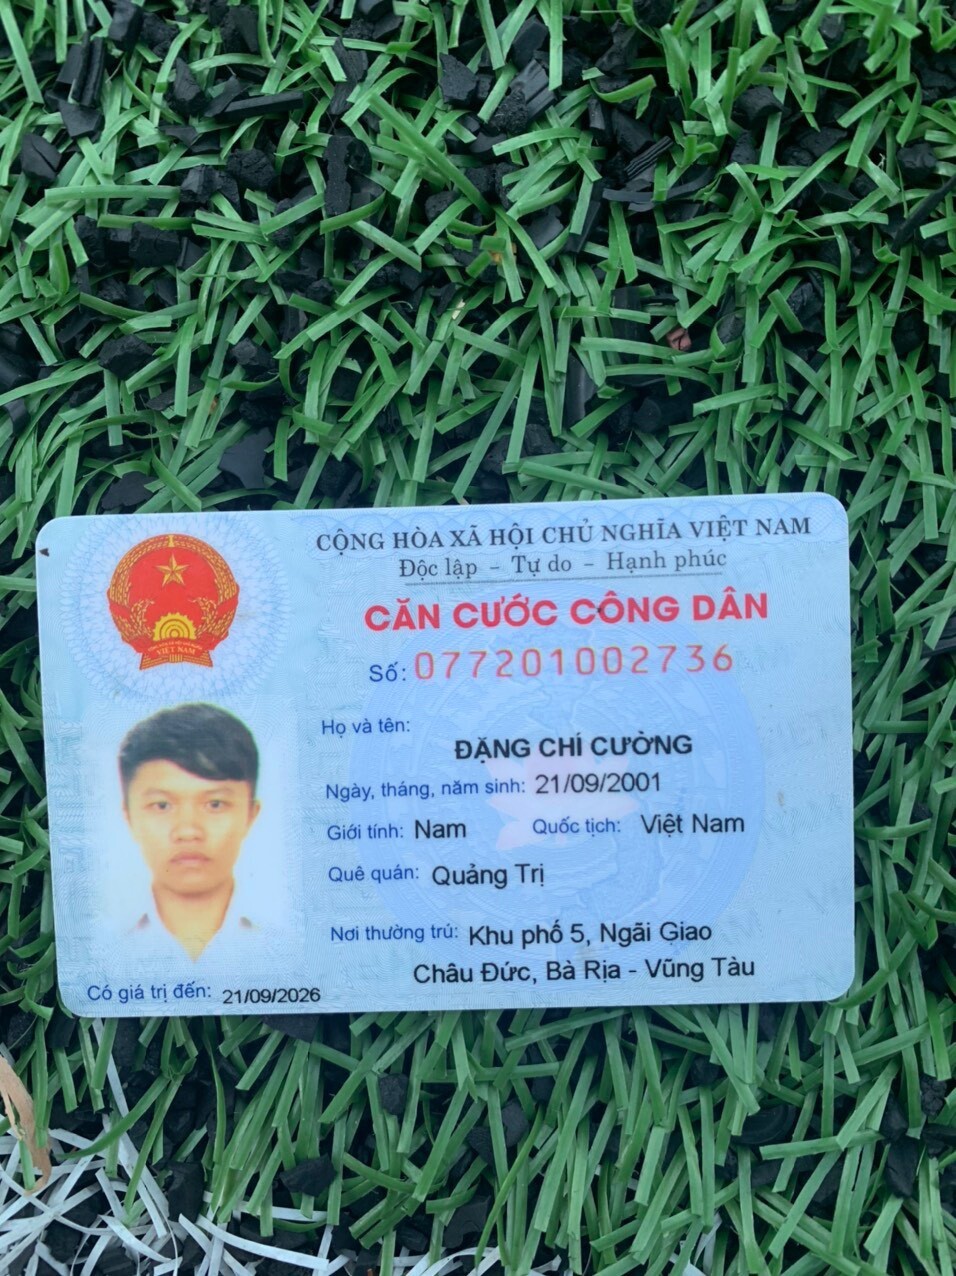 CỘNG HÒA XÃ HỘI CHỦ NGHĨA VIỆT NAM
Độc lập - Tự do - Hạnh phúc
CĂN CƯỚC CÔNG DÂN
Số: 077201002736
VIỆT NAM
Họ và tên:
ĐẶNG CHÍ CƯỜNG
Ngày, tháng, năm sinh: 21/09/2001
Giới tính: Nam Quốc tịch: Việt Nam
Quê quán: Quảng Trị
Nơi thường trú: Khu phố 5, Ngãi Giao
Châu Đức, Bà Rịa - Vũng Tàu
Có giá trị đến: 21/09/2026